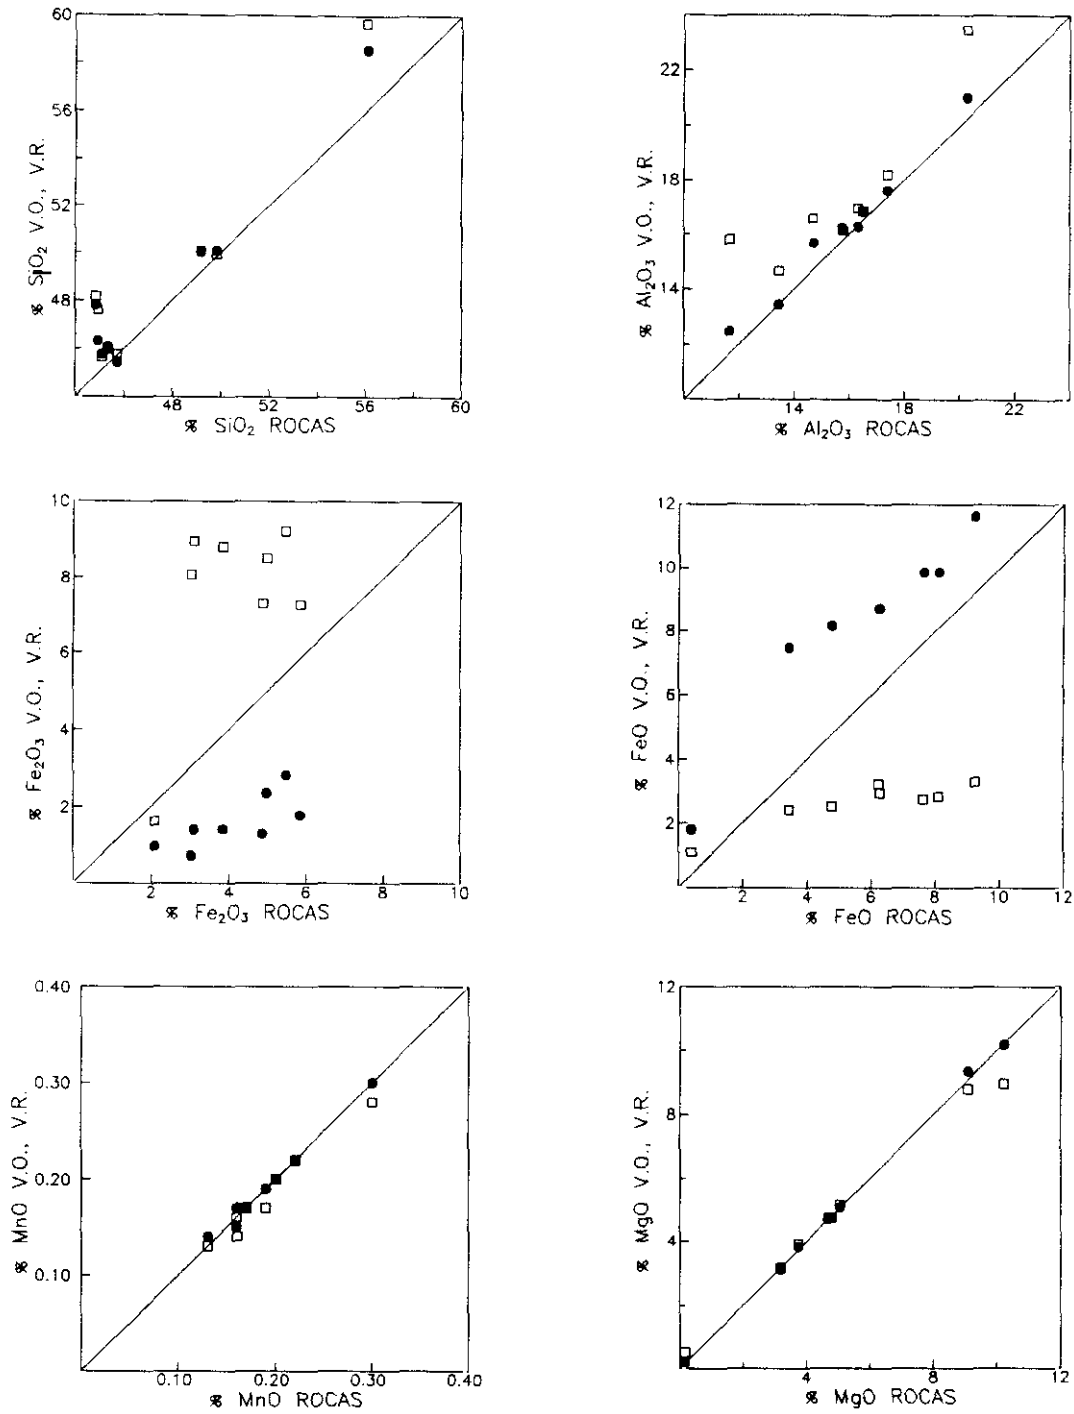 60
56
52
48
% SiO₂ V.O., V.R.
48 52 56 60
% SiO₂ ROCAS
22
18
14
% Al₂O₃ V.O., V.R.
14 18 22
% Al₂O₃ ROCAS
10
8
6
4
2
% Fe₂O₃ V.O., V.R.
2 4 6 8 10
% Fe₂O₃ ROCAS
12
10
8
6
4
2
% FeO V.O., V.R.
2 4 6 8 10 12
% FeO ROCAS
0.40
0.30
0.20
0.10
% MnO V.O., V.R.
0.10 0.20 0.30 0.40
% MnO ROCAS
12
8
4
% MgO V.O., V.R.
4 8 12
% MgO ROCAS